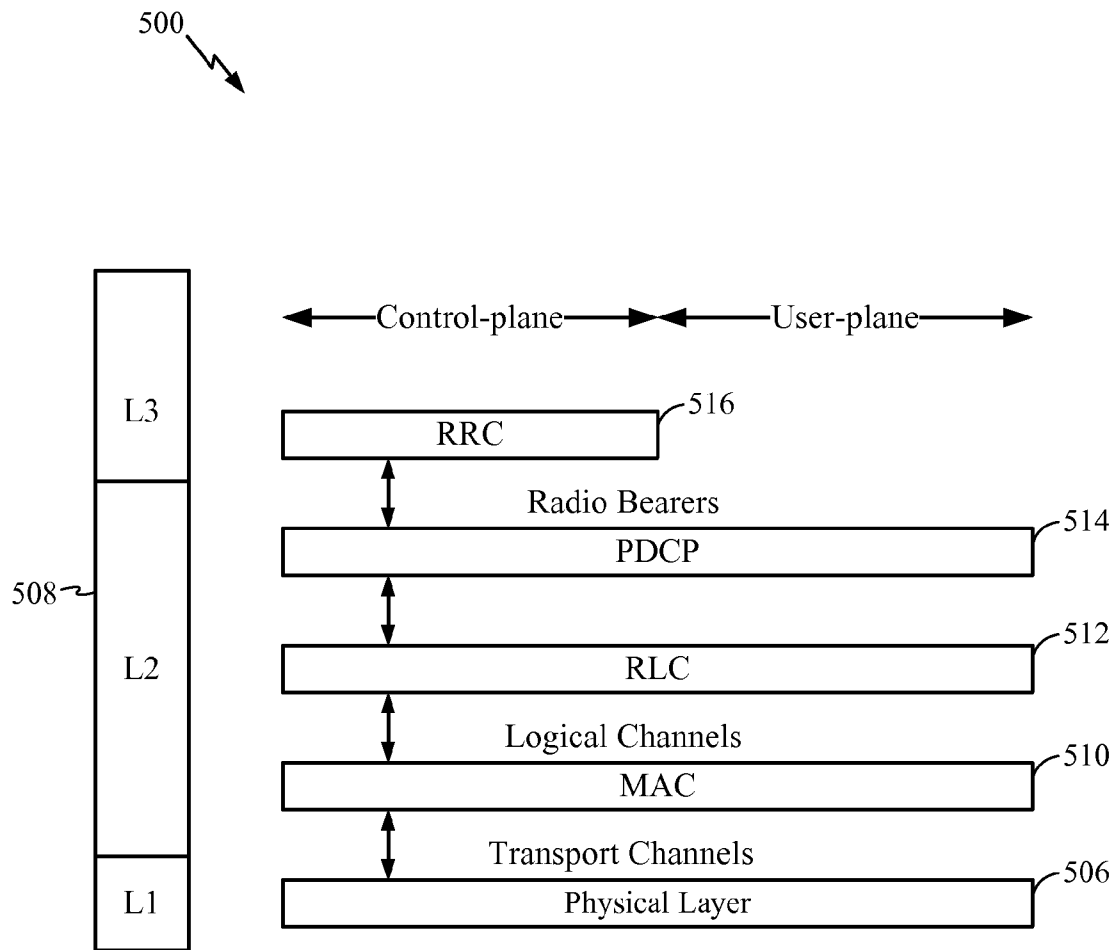 500
Control-plane User-plane
L3
RRC
516
Radio Bearers
PDCP
514
508
L2
RLC
512
Logical Channels
MAC
510
Transport Channels
L1
Physical Layer
506